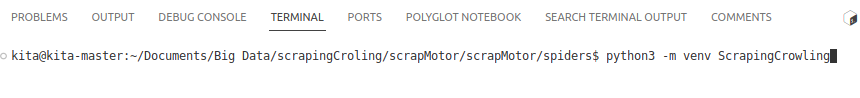 PROBLEMS OUTPUT DEBUG CONSOLE TERMINAL PORTS POLYGLOT NOTEBOOK SEARCH TERMINAL OUTPUT COMMENTS
kita@kita-master:~/Documents/Big Data/scrapingCroling/scrapMotor/scrapMotor/spiders$ python3 -m venv ScrapingCrowling